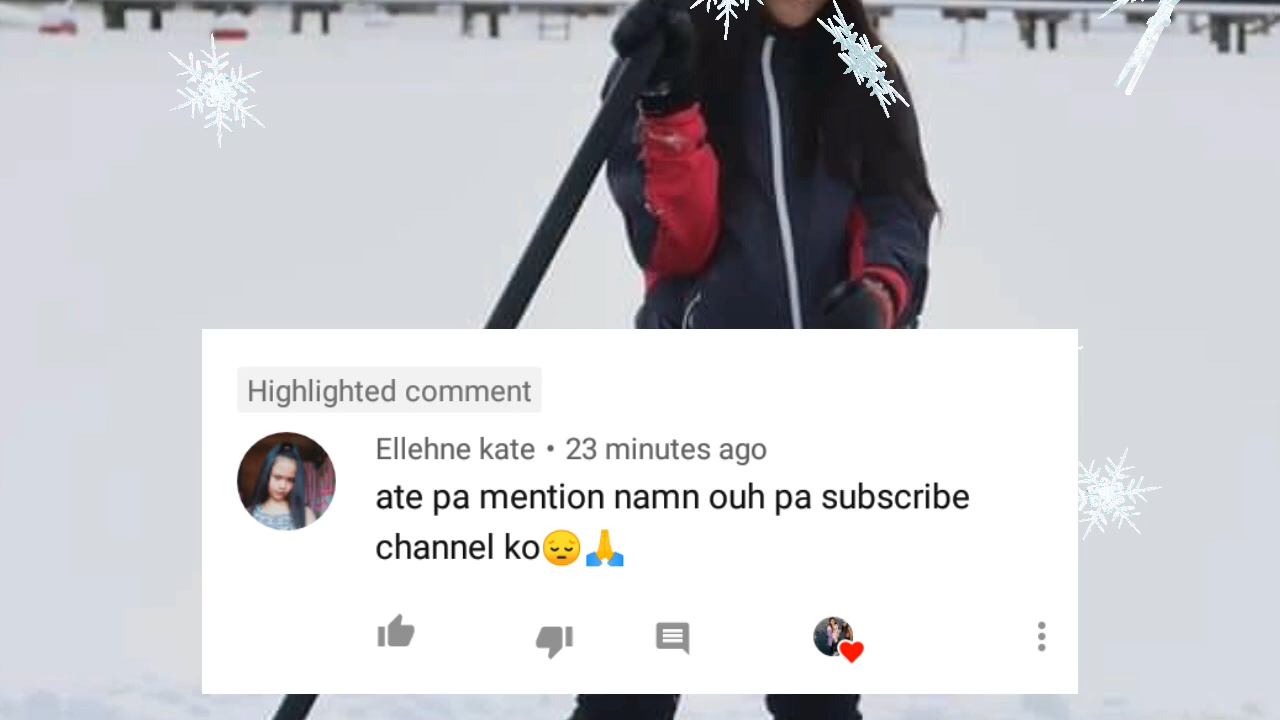 Highlighted comment
Ellehne kate • 23 minutes ago
ate pa mention namn ouh pa subscribe
channel ko😔🙏